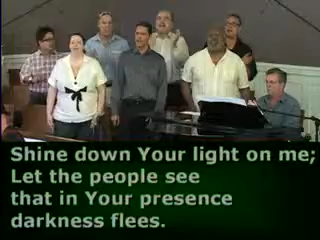 Shine down Your light on me;
Let the people see
that in Your presence
darkness flees.